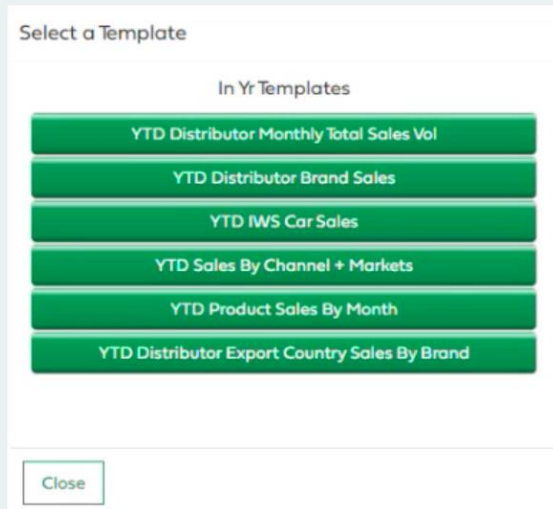 Select a Template
In Yr Templates
YTD Distributor Monthly Total Sales Vol
YTD Distributor Brand Sales
YTD IWS Car Sales
YTD Sales By Channel + Markets
YTD Product Sales By Month
YTD Distributor Export Country Sales By Brand
Close